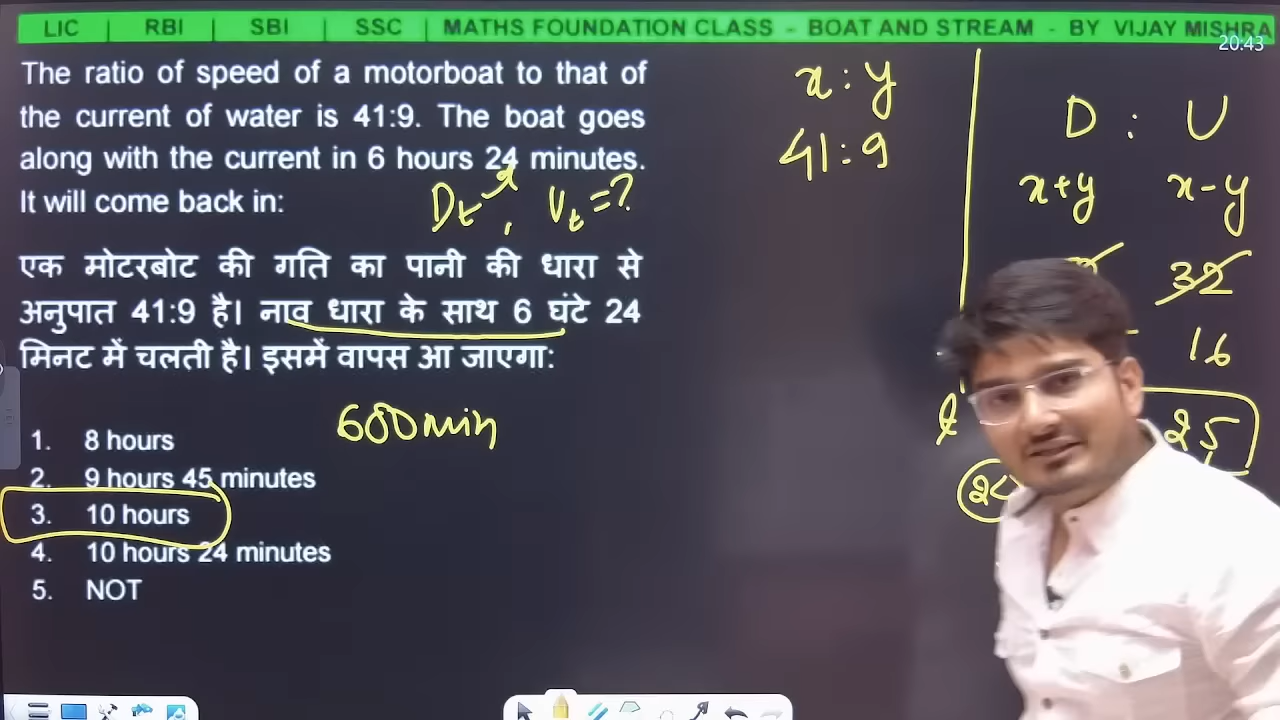 LIC | RBI | SBI | SSC | MATHS FOUNDATION CLASS - BOAT AND STREAM - BY VIJAY MISHRA
20:43
The ratio of speed of a motorboat to that of
the current of water is 41:9. The boat goes
along with the current in 6 hours 24 minutes.
It will come back in:
Dt, Ut=?
एक मोटरबोट की गति का पानी की धारा से
अनुपात 41:9 है। नाव धारा के साथ 6 घंटे 24
मिनट में चलती है। इसमें वापस आ जाएगा:
600min
1. 8 hours
2. 9 hours 45 minutes
3. 10 hours
4. 10 hours 24 minutes
5. NOT
x : y
41 : 9
D : U
x+y x-y
32
16
25